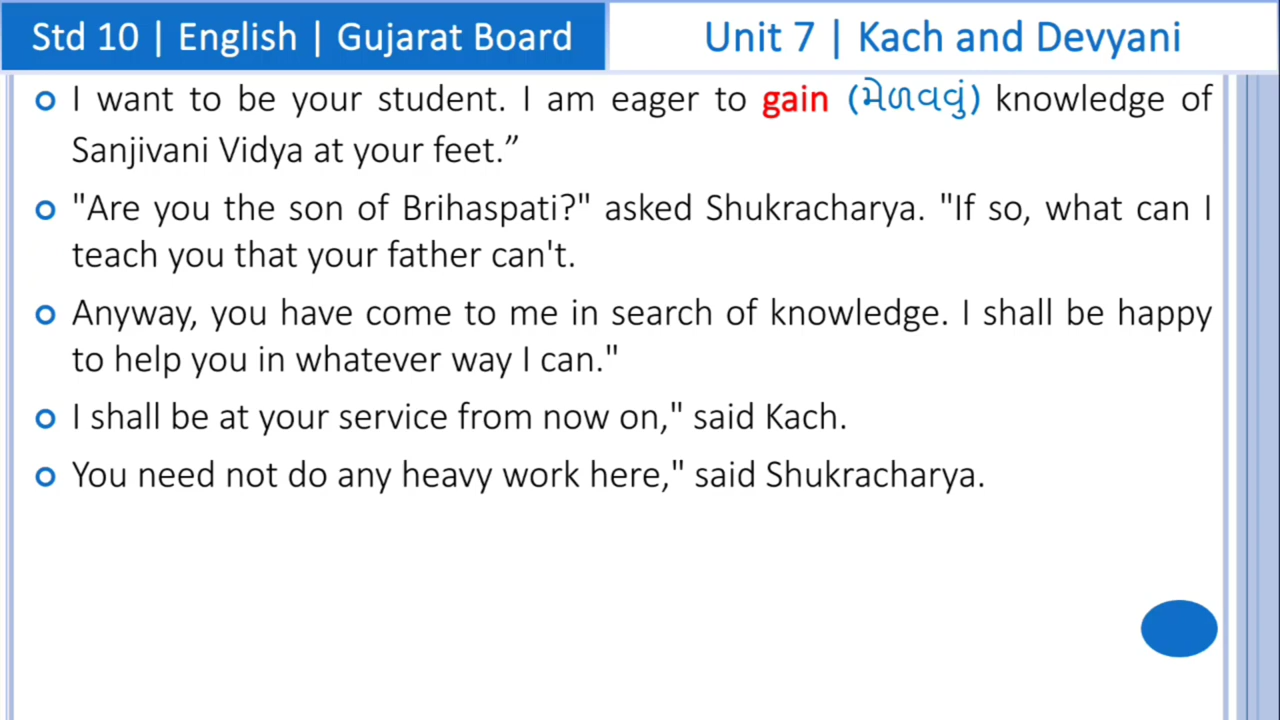 Std 10 | English | Gujarat Board
Unit 7 | Kach and Devyani
I want to be your student. I am eager to gain (મેળવવું) knowledge of
Sanjivani Vidya at your feet.”
"Are you the son of Brihaspati?" asked Shukracharya. "If so, what can I
teach you that your father can't.
Anyway, you have come to me in search of knowledge. I shall be happy
to help you in whatever way I can."
I shall be at your service from now on," said Kach.
You need not do any heavy work here," said Shukracharya.